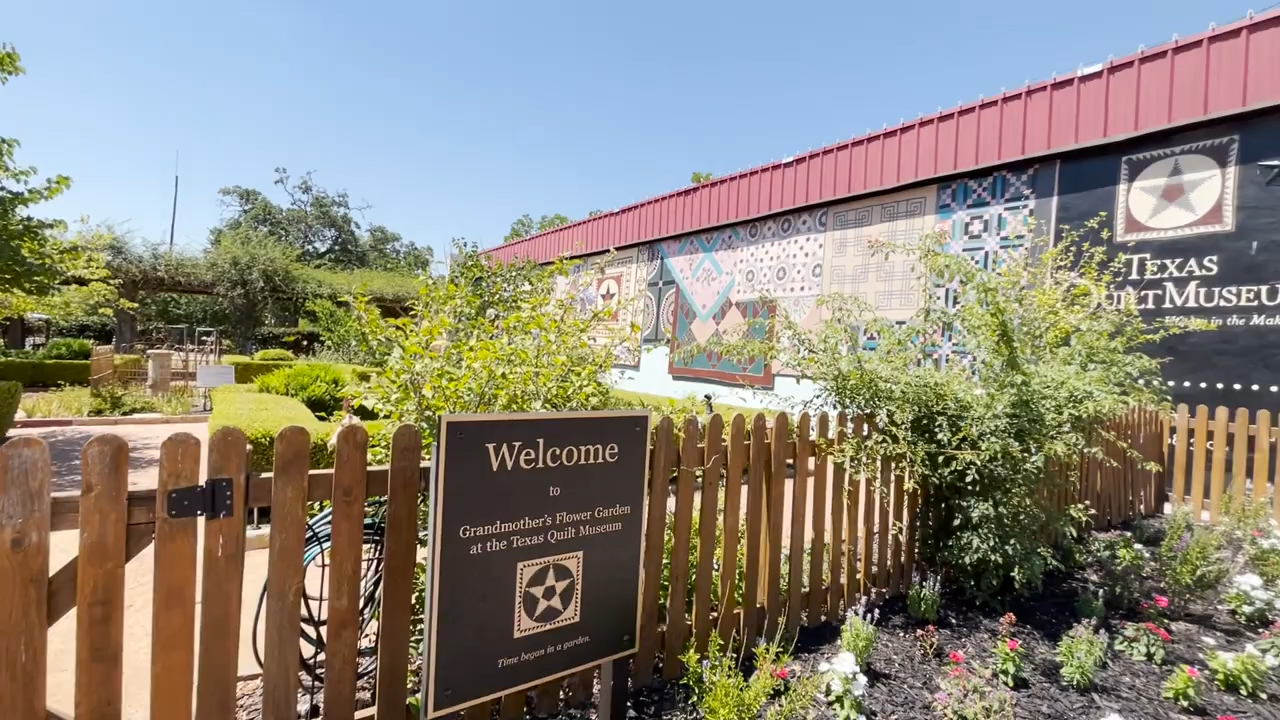 Welcome
to
Grandmother's Flower Garden
at the Texas Quilt Museum
Time began in a garden.
TEXAS
QUILT MUSEU
in the Mak